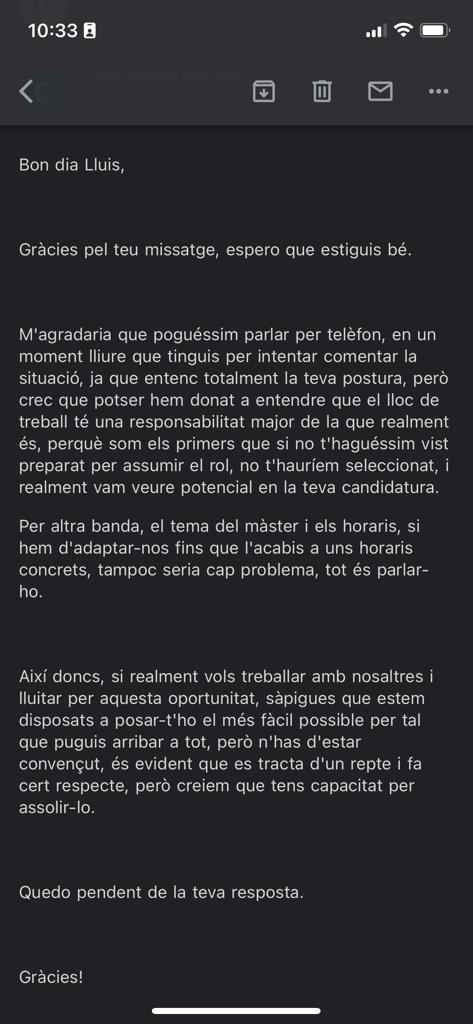 10:33
Bon dia Lluis,
Gràcies pel teu missatge, espero que estiguis bé.
M'agradaria que poguéssim parlar per telèfon, en un
moment lliure que tinguis per intentar comentar la
situació, ja que entenc totalment la teva postura, però
crec que potser hem donat a entendre que el lloc de
treball té una responsabilitat major de la que realment
és, perquè som els primers que si no t'haguéssim vist
preparat per assumir el rol, no t'hauríem seleccionat, i
realment vam veure potencial en la teva candidatura.
Per altra banda, el tema del màster i els horaris, si
hem d'adaptar-nos fins que l'acabis a uns horaris
concrets, tampoc seria cap problema, tot és parlar-
ho.
Així doncs, si realment vols treballar amb nosaltres i
lluitar per aquesta oportunitat, sàpigues que estem
disposats a posar-t'ho el més fàcil possible per tal
que puguis arribar a tot, però n'has d'estar
convençut, és evident que es tracta d'un repte i fa
cert respecte, però creiem que tens capacitat per
assolir-lo.
Quedo pendent de la teva resposta.
Gràcies!